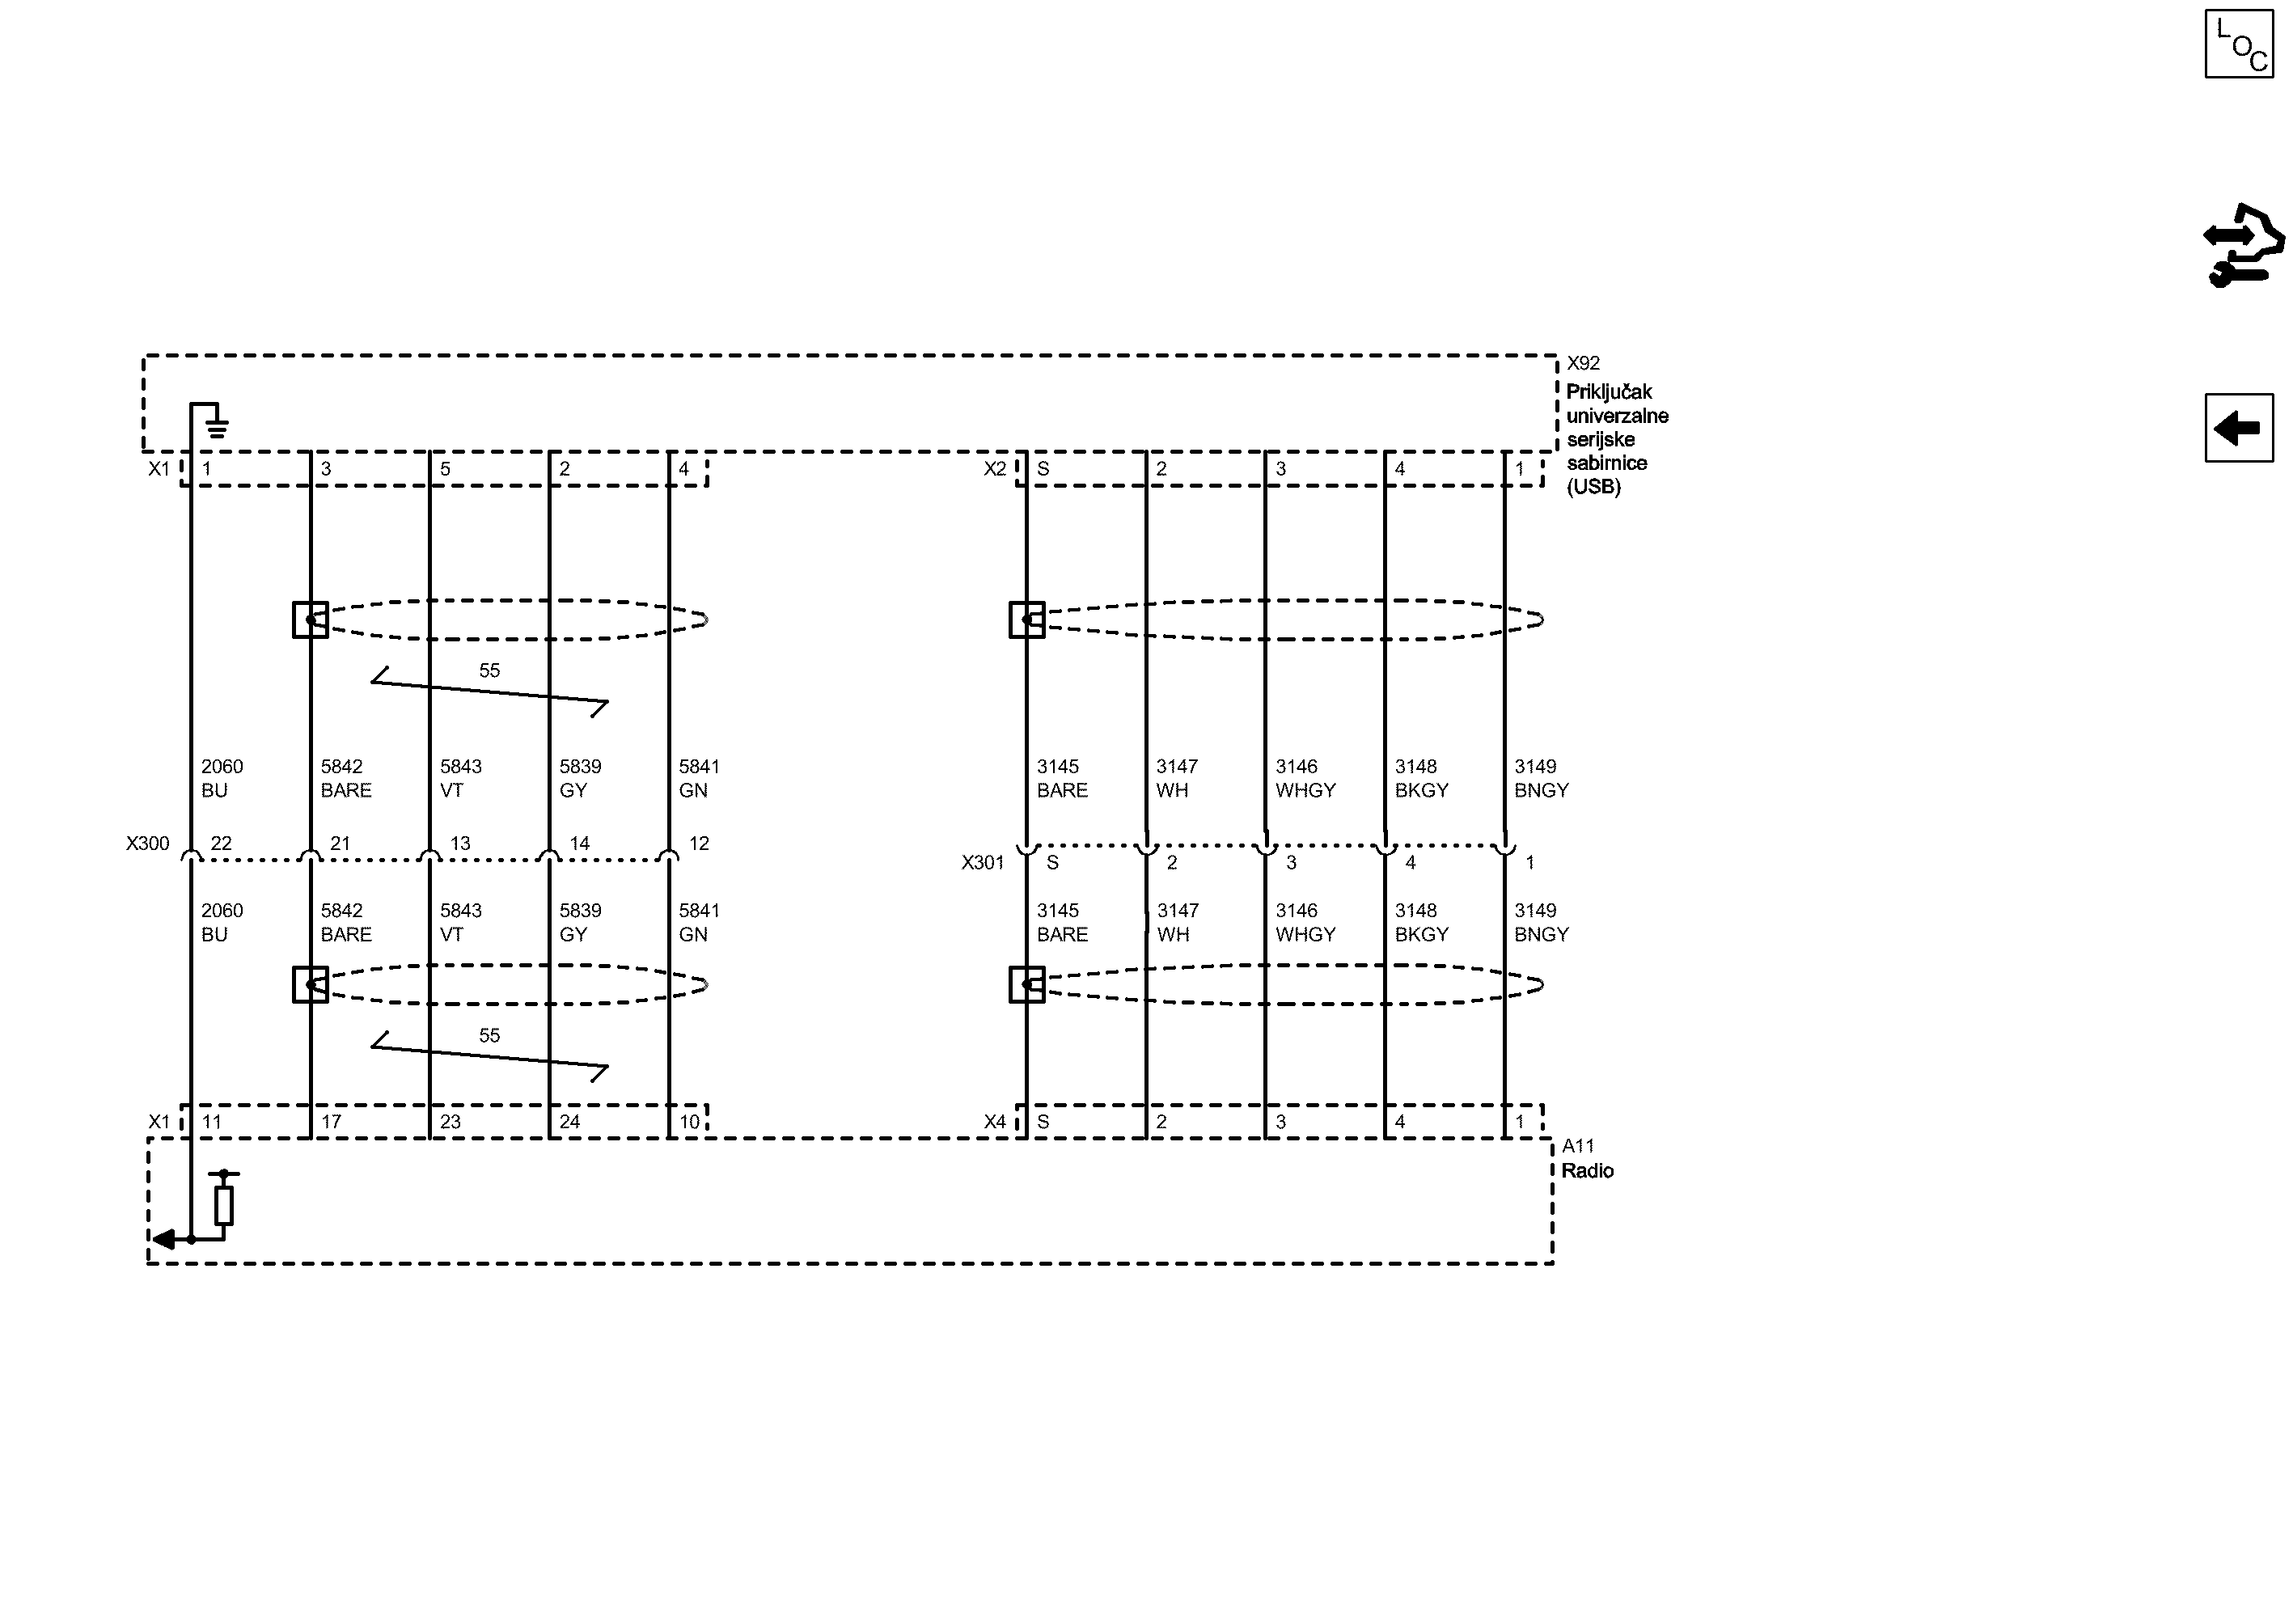 L
O
C
X92
Priključak
univerzalne
serijske
sabirnice
(USB)
X1 1 3 5 2 4 X2 S 2 3 4 1
55
2060 5842 5843 5839 5841 3145 3147 3146 3148 3149
BU BARE VT GY GN BARE WH WHGY BKGY BNGY
X300 22 21 13 14 12
X301 S 2 3 4 1
2060 5842 5843 5839 5841 3145 3147 3146 3148 3149
BU BARE VT GY GN BARE WH WHGY BKGY BNGY
55
X1 11 17 23 24 10 X4 S 2 3 4 1
A11
Radio